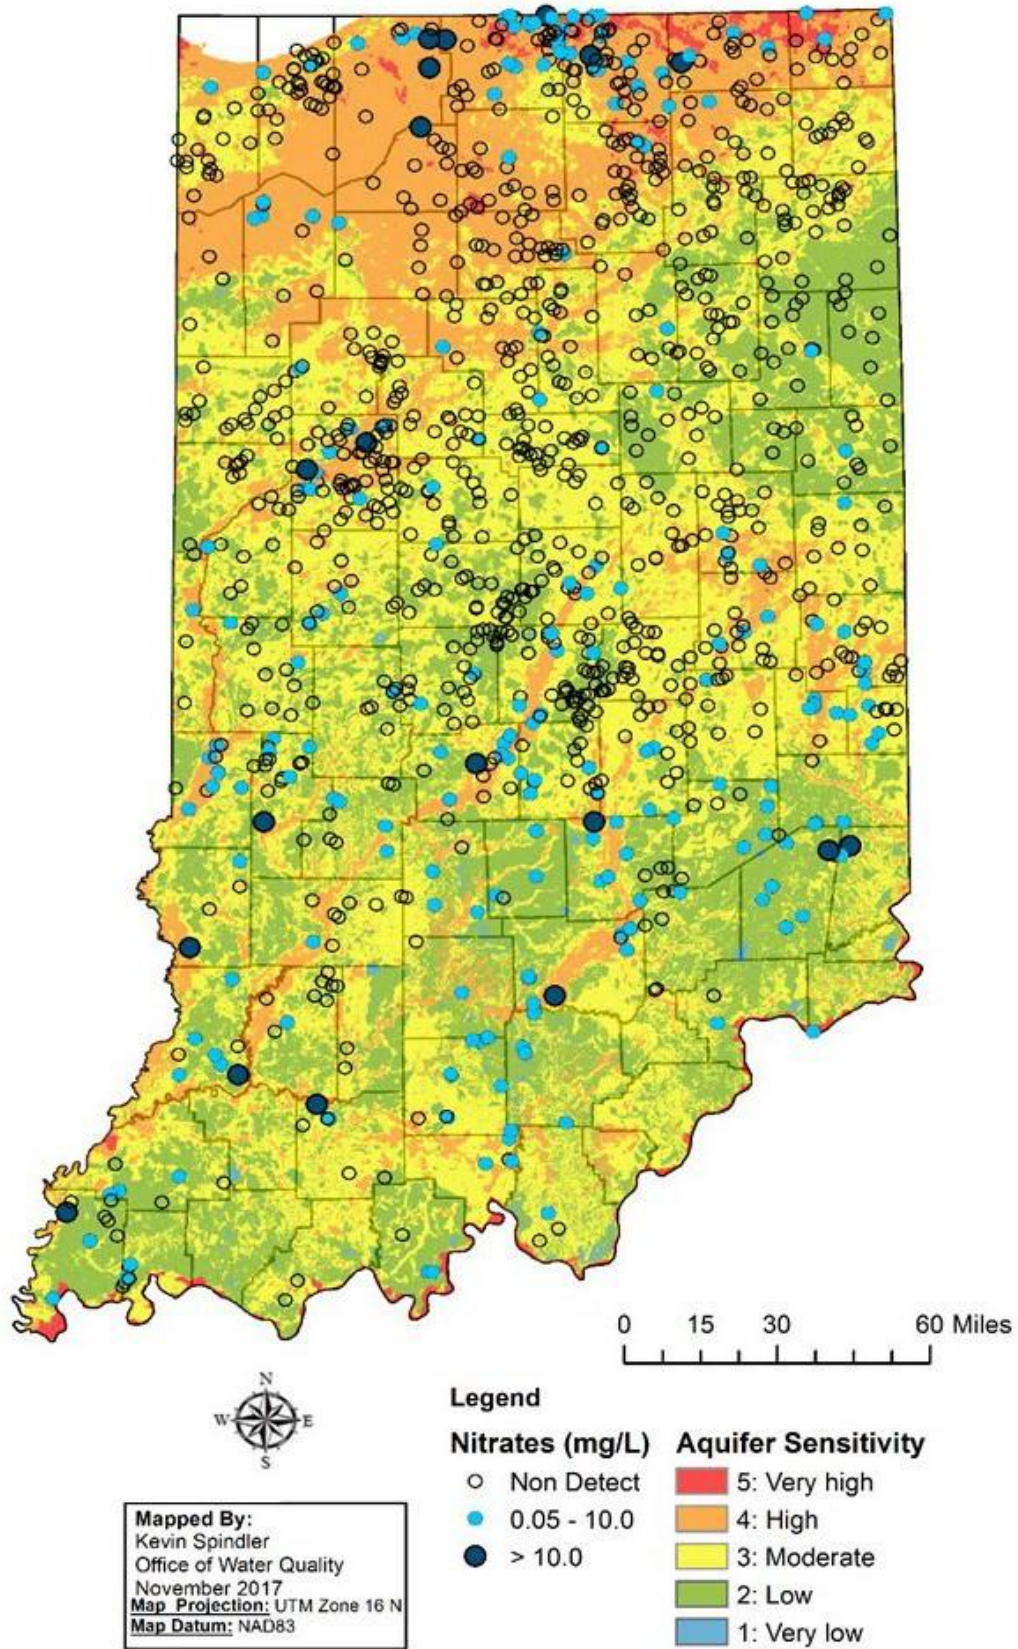 0 15 30 60 Miles
N
W E
S
Legend
Nitrates (mg/L)
Non Detect
0.05 - 10.0
> 10.0
Aquifer Sensitivity
5: Very high
4: High
3: Moderate
2: Low
1: Very low
Mapped By:
Kevin Spindler
Office of Water Quality
November 2017
Map Projection: UTM Zone 16 N
Map Datum: NAD83